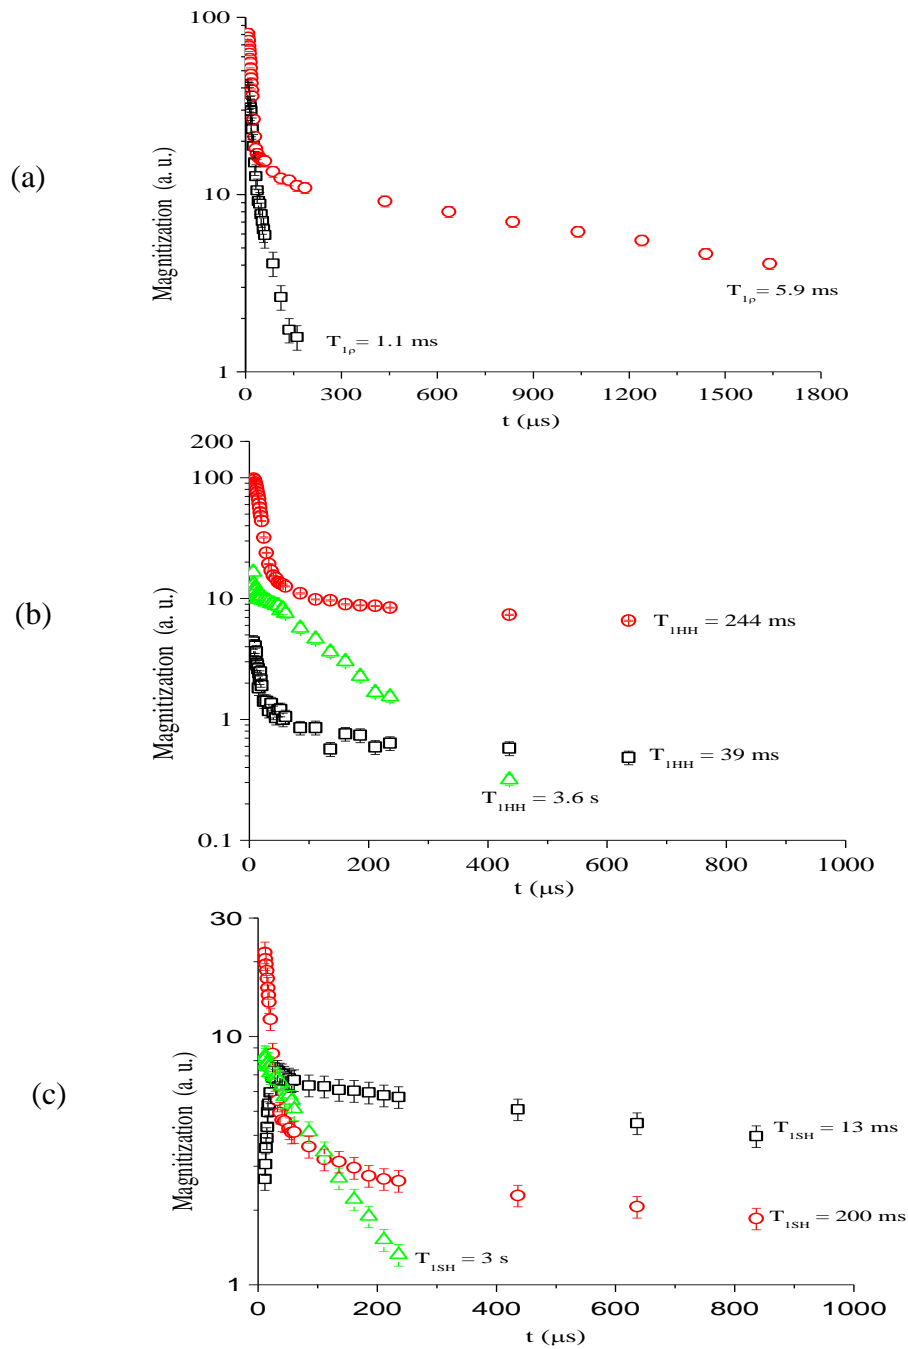 (a)
Magnitization (a. u.)
100
10
1
T1ρ = 5.9 ms
T1ρ = 1.1 ms
0 300 600 900 1200 1500 1800
t (μs)
(b)
Magnitization (a. u.)
200
100
10
1
0.1
T1HH = 244 ms
T1HH = 39 ms
T1HH = 3.6 s
0 200 400 600 800 1000
t (μs)
(c)
Magnitization (a. u.)
30
10
1
T1SH = 13 ms
T1SH = 200 ms
T1SH = 3 s
0 200 400 600 800 1000
t (μs)